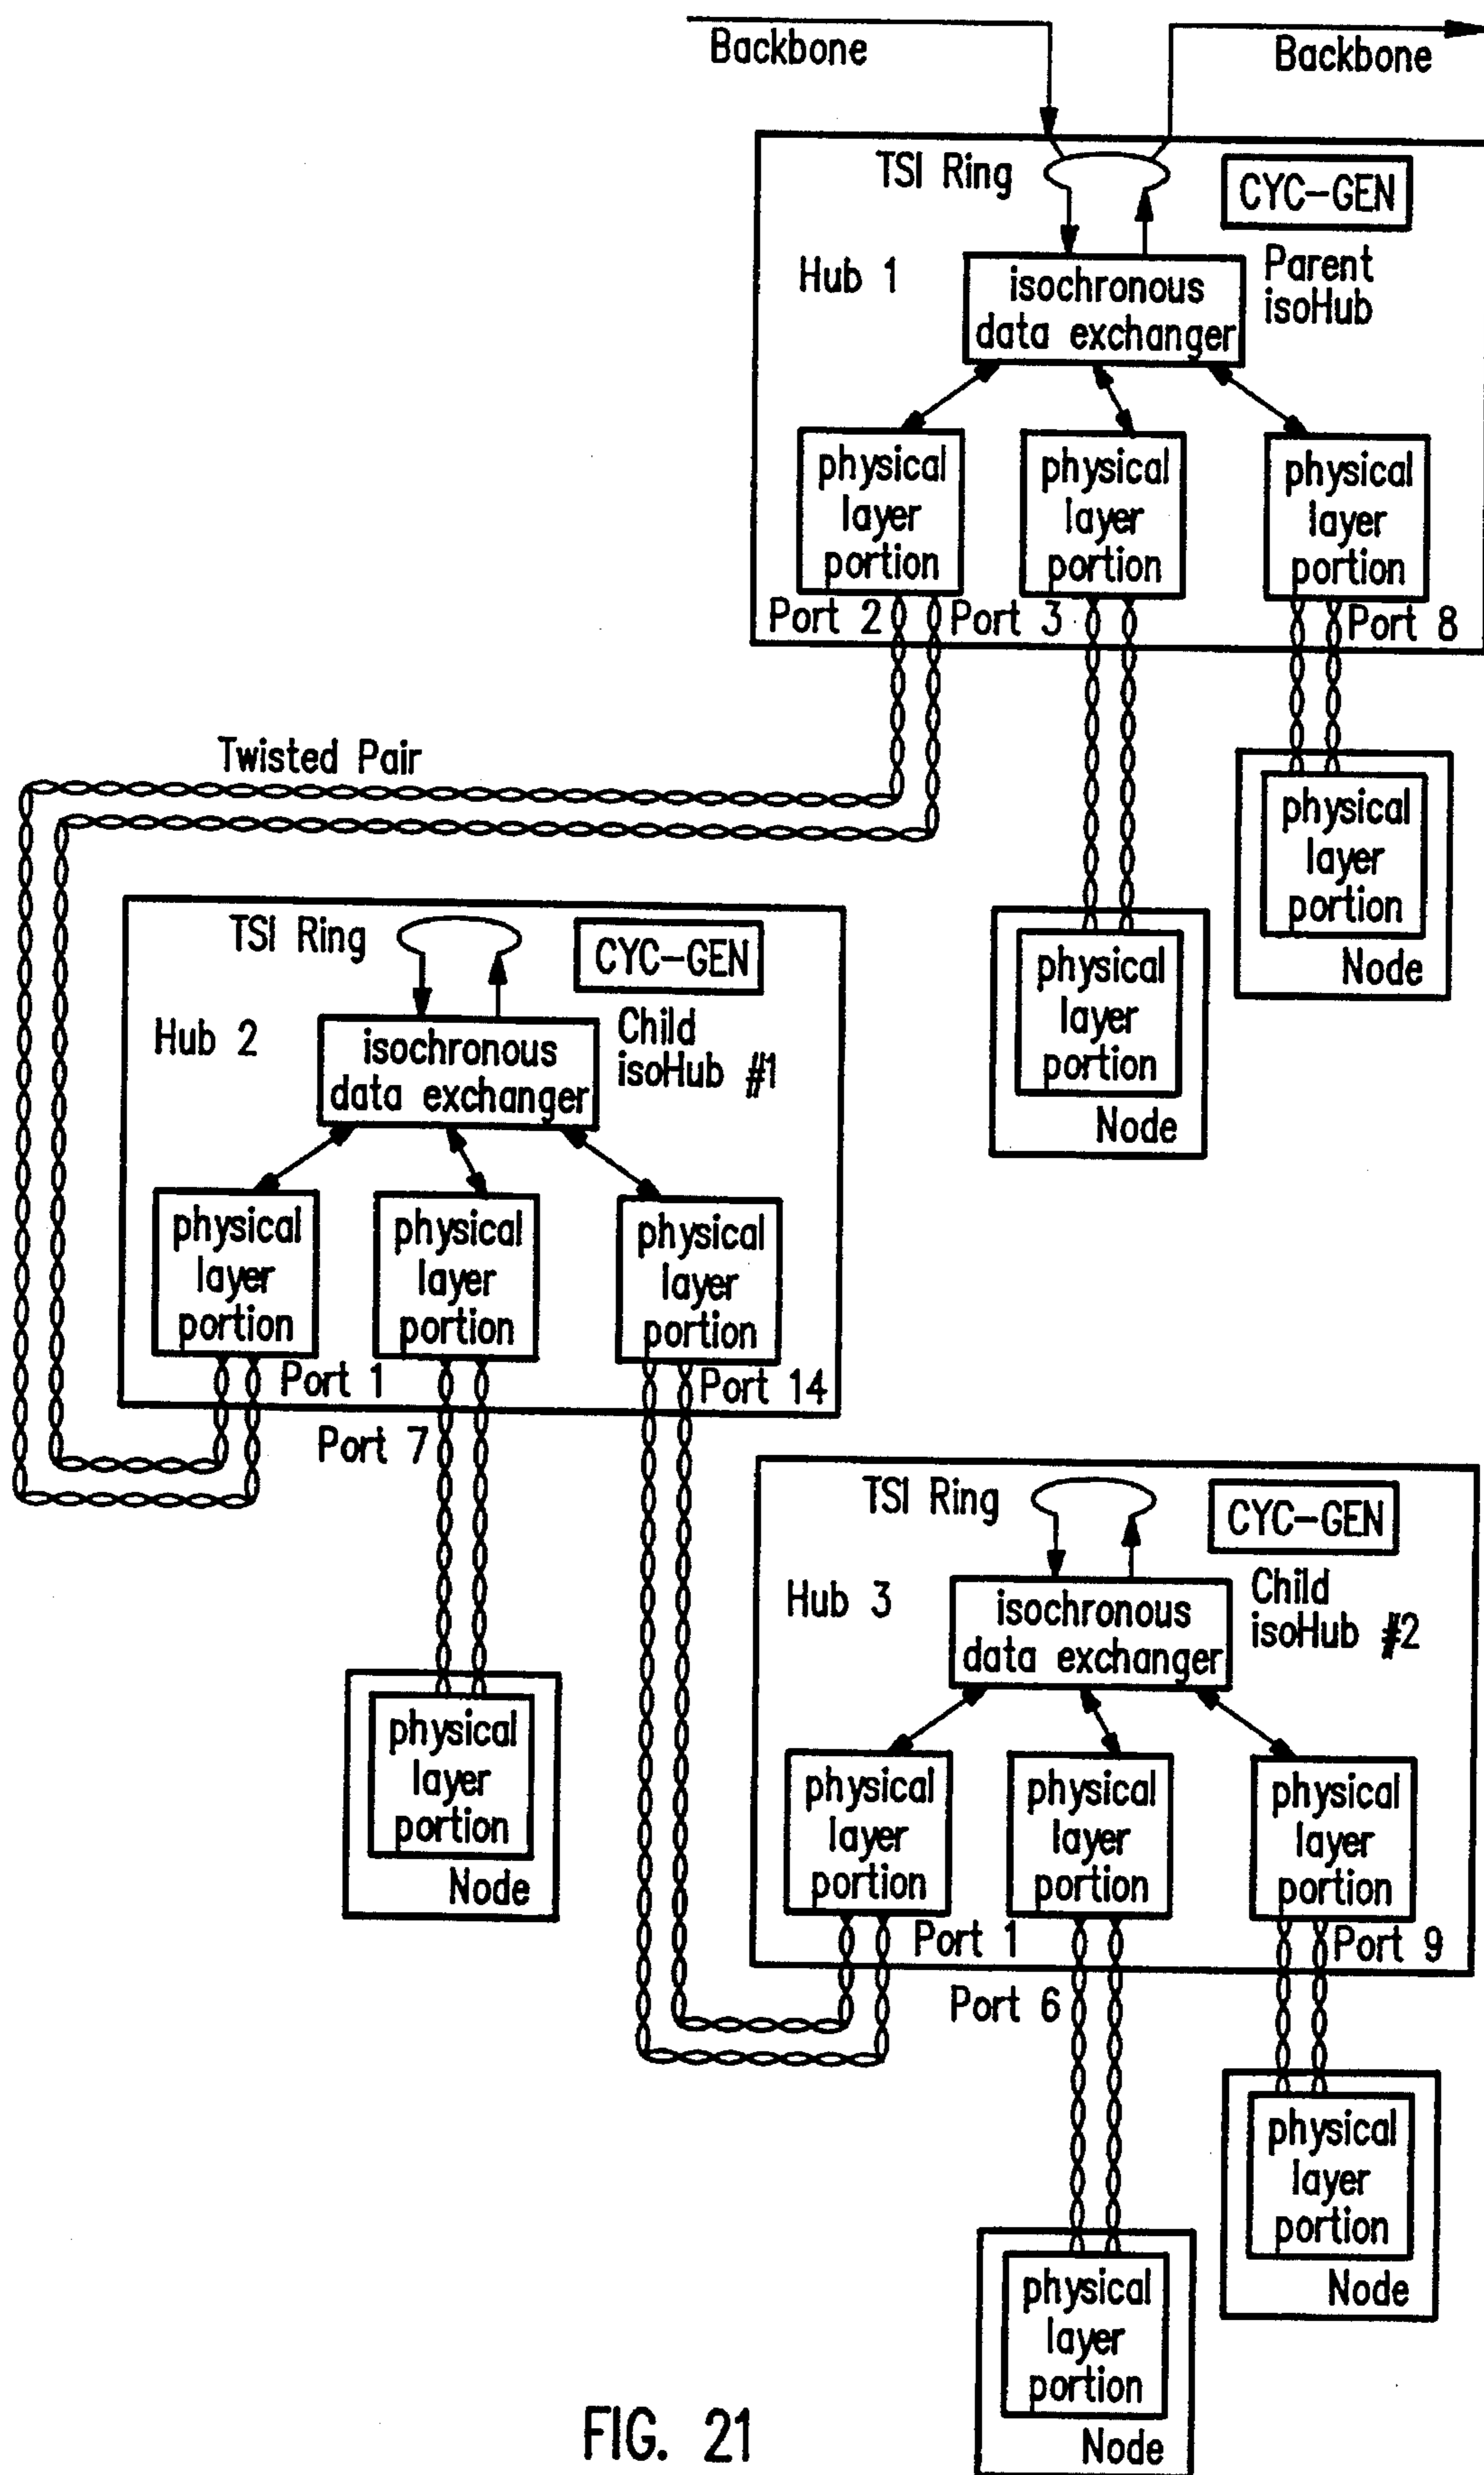 Backbone
Backbone
TSI Ring
CYC-GEN
Hub 1
isochronous
data exchanger
Parent
isoHub
physical
layer
portion
physical
layer
portion
physical
layer
portion
Port 2
Port 3
Port 8
Twisted Pair
physical
layer
portion
Node
physical
layer
portion
Node
TSI Ring
CYC-GEN
Hub 2
isochronous
data exchanger
Child
isoHub #1
physical
layer
portion
physical
layer
portion
physical
layer
portion
Port 1
Port 14
Port 7
physical
layer
portion
Node
TSI Ring
CYC-GEN
Hub 3
isochronous
data exchanger
Child
isoHub #2
physical
layer
portion
physical
layer
portion
physical
layer
portion
Port 1
Port 9
Port 6
physical
layer
portion
Node
physical
layer
portion
Node
FIG. 21